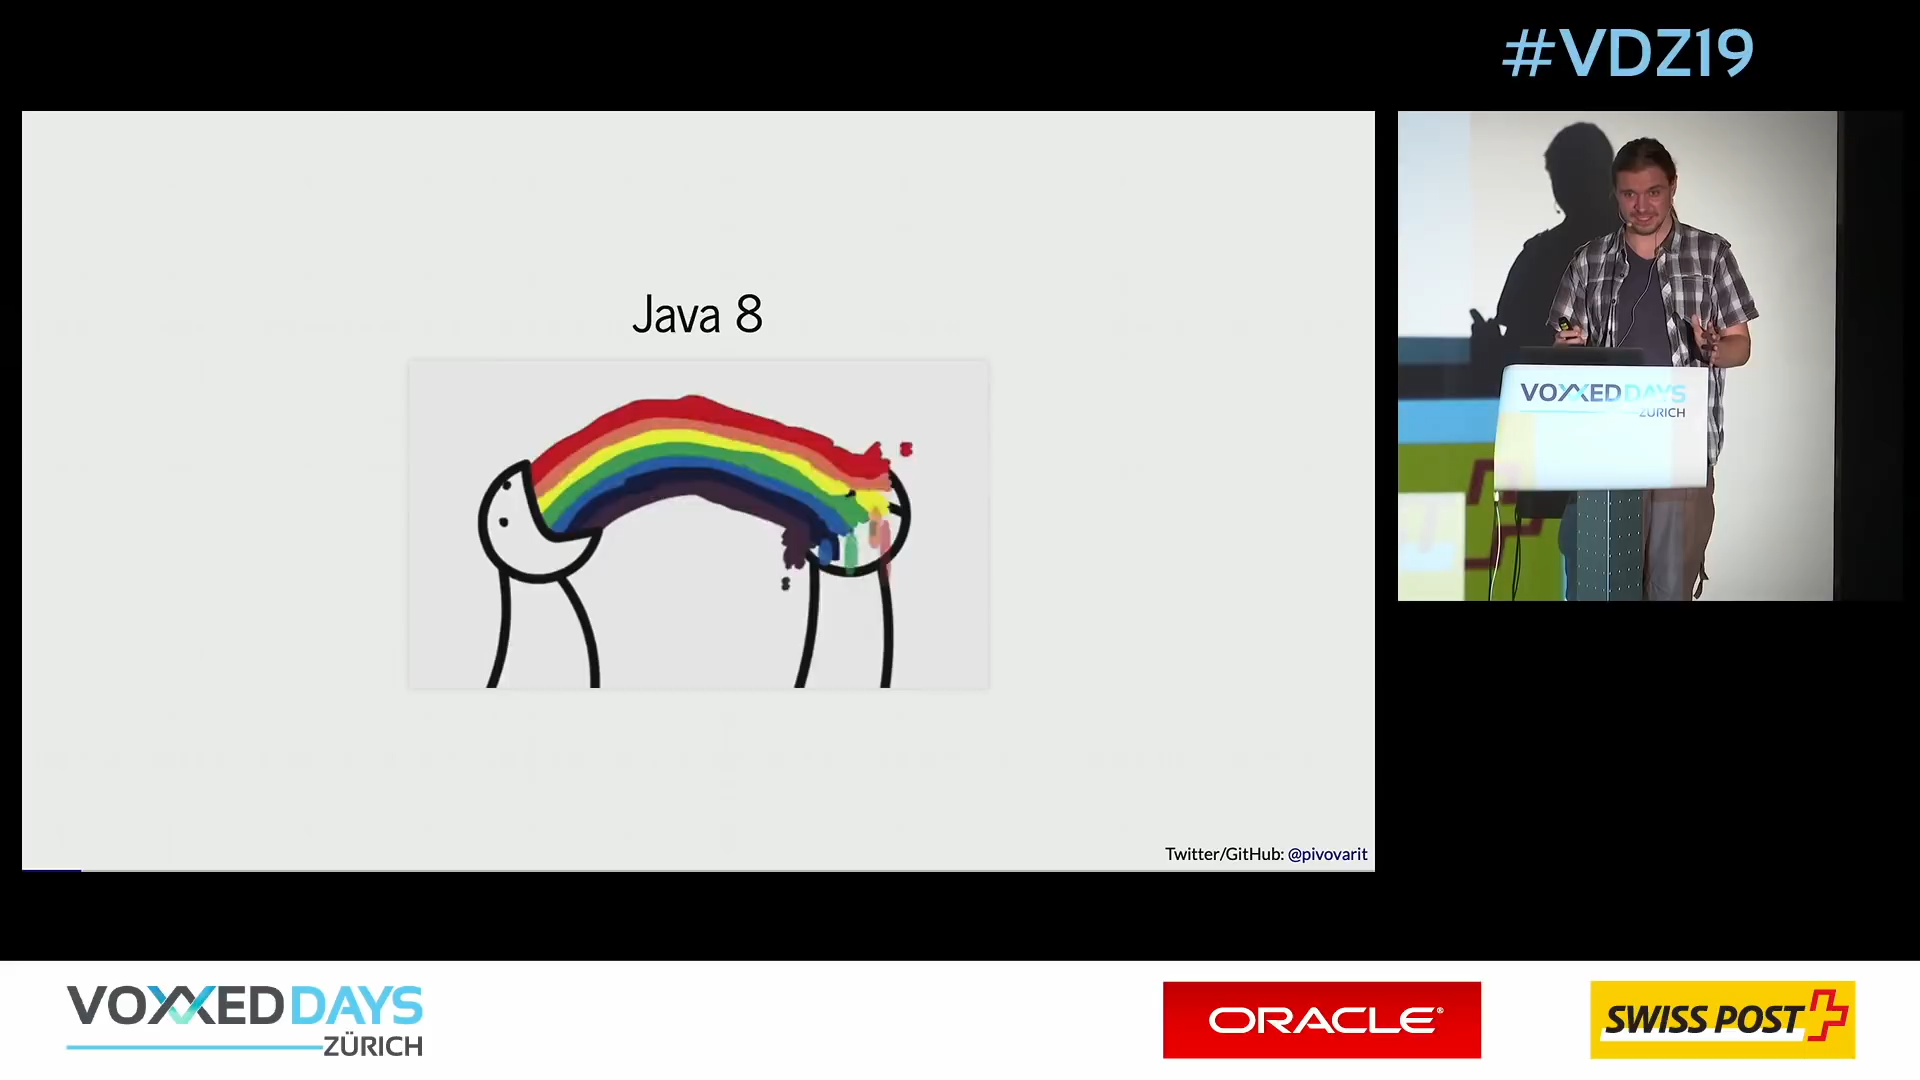 #VDZ19
Java 8
VOXXED DAYS
ZÜRICH
Twitter/GitHub: @pivovarit
VOXXED DAYS
ZÜRICH
ORACLE®
SWISS POST